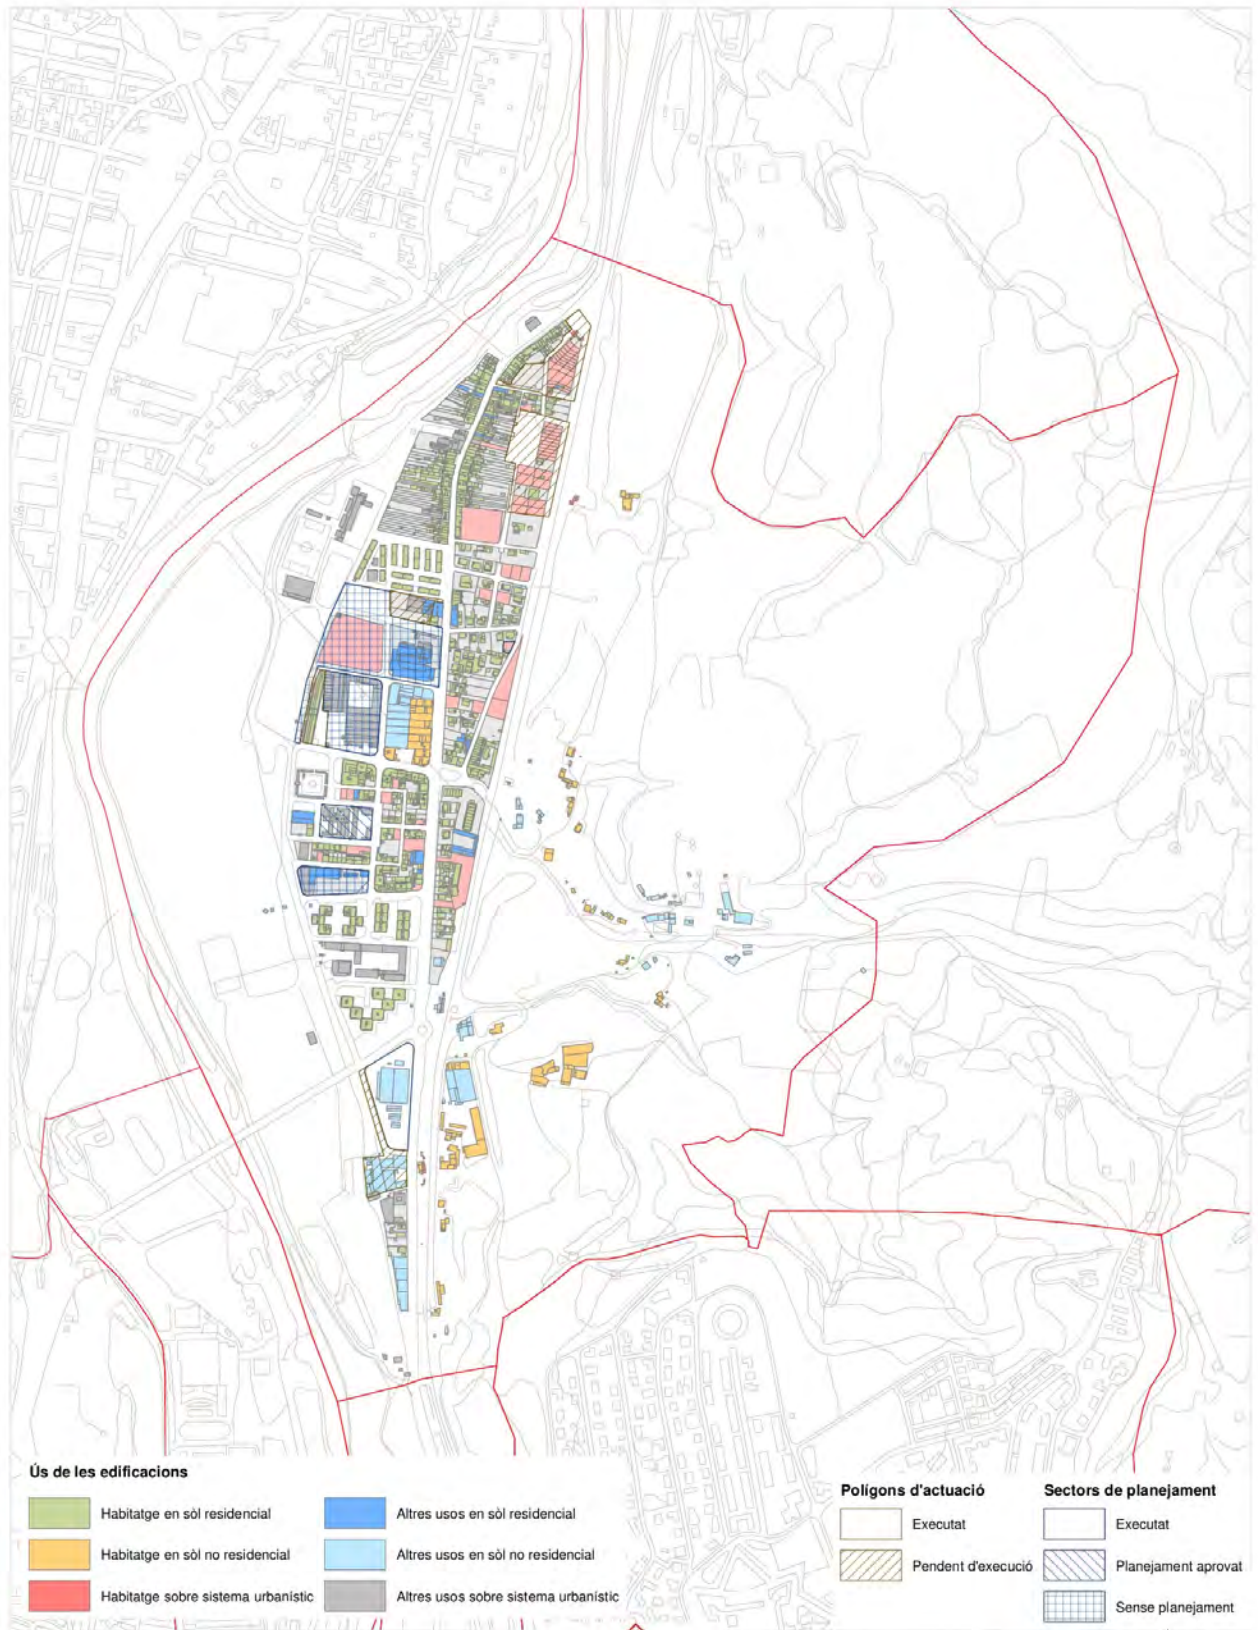 Ús de les edificacions
Habitatge en sòl residencial
Habitatge en sòl no residencial
Habitatge sobre sistema urbanístic
Altres usos en sòl residencial
Altres usos en sòl no residencial
Altres usos sobre sistema urbanístic
Polígons d'actuació
Executat
Pendent d'execució
Sectors de planejament
Executat
Planejament aprovat
Sense planejament